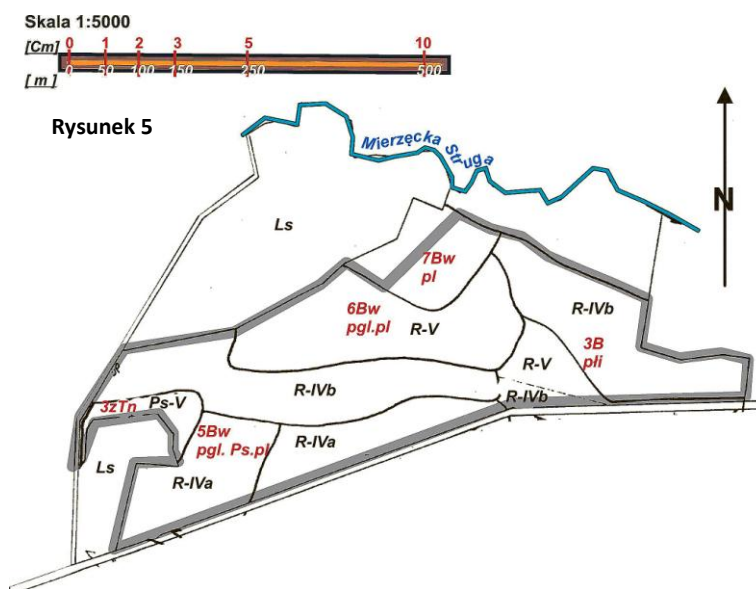 Skala 1:5000
[Cm] 0 1 2 3 5 10
[ m ] 0 50 100 150 250 500
Rysunek 5
Mierzęcka Struga
N
Ls
7Bw
pl
6Bw
pgl.pl
R-V
R-IVb
3B
płi
R-V
R-IVb
R-IVb
3zTn
Ps-V
5Bw
pgl. Ps.pl
R-IVa
Ls
R-IVa